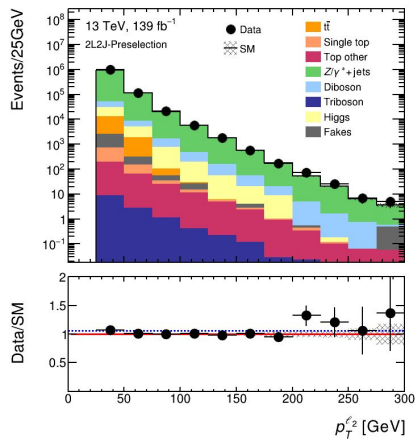 Events/25GeV
13 TeV, 139 fb⁻¹
2L2J-Preselection
Data
SM
tt̄
Single top
Top other
Z/γ*+jets
Diboson
Triboson
Higgs
Fakes
10⁸
10⁷
10⁶
10⁵
10⁴
10³
10²
10
1
10⁻¹
Data/SM
2
1.5
1
0.5
0
0 50 100 150 200 250 300
p_T^ℓ₂ [GeV]